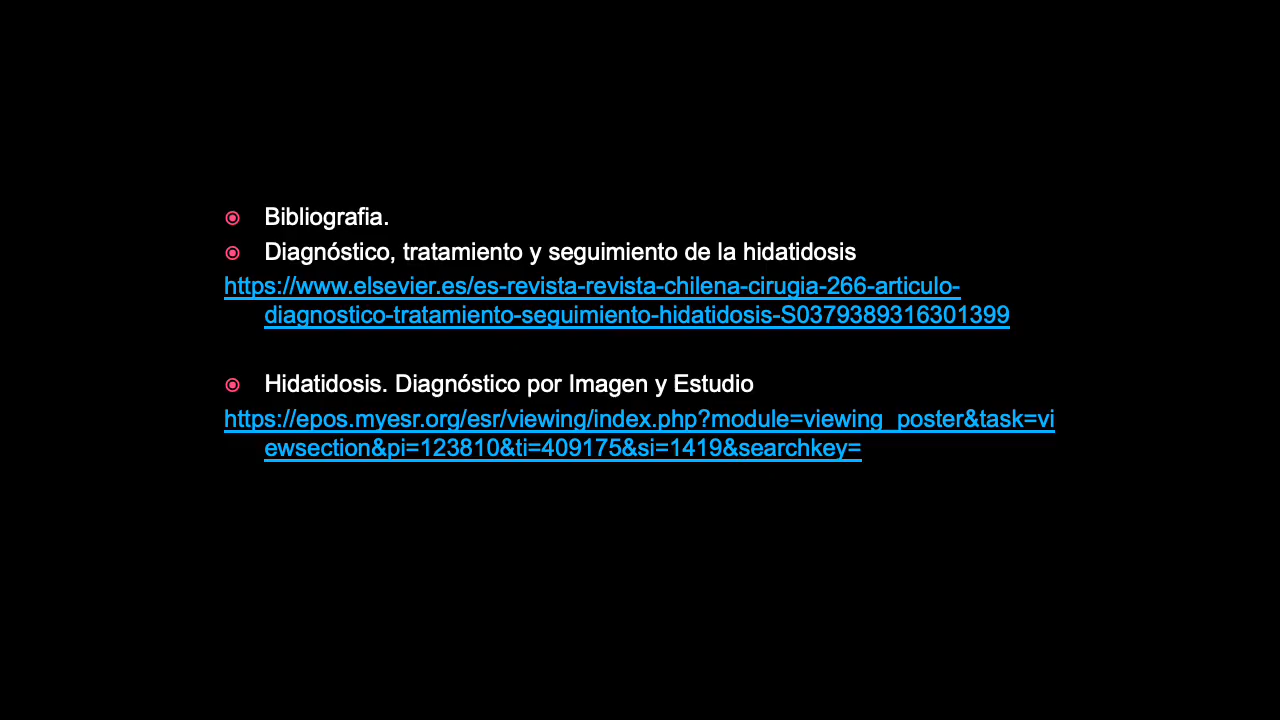 Bibliografia.
Diagnóstico, tratamiento y seguimiento de la hidatidosis
https://www.elsevier.es/es-revista-revista-chilena-cirugia-266-articulo-
diagnostico-tratamiento-seguimiento-hidatidosis-S0379389316301399
Hidatidosis. Diagnóstico por Imagen y Estudio
https://epos.myesr.org/esr/viewing/index.php?module=viewing_poster&task=vi
ewsection&pi=123810&ti=409175&si=1419&searchkey=